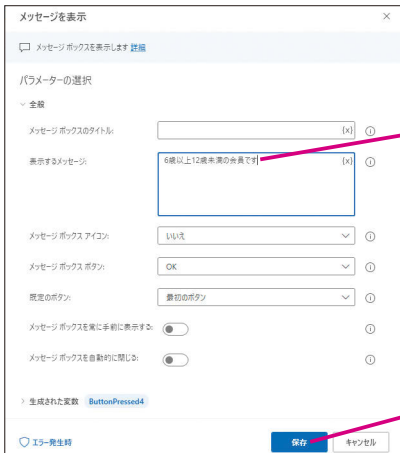 メッセージを表示
メッセージ ボックスを表示します 詳細
パラメーターの選択
全般
メッセージ ボックスのタイトル:
{x}
表示するメッセージ:
6歳以上12歳未満の会員です
{x}
メッセージ ボックス アイコン:
いいえ
メッセージ ボックス ボタン:
OK
既定のボタン:
最初のボタン
メッセージ ボックスを常に手前に表示する:
メッセージ ボックスを自動的に閉じる:
生成された変数 ButtonPressed4
エラー発生時
保存
キャンセル